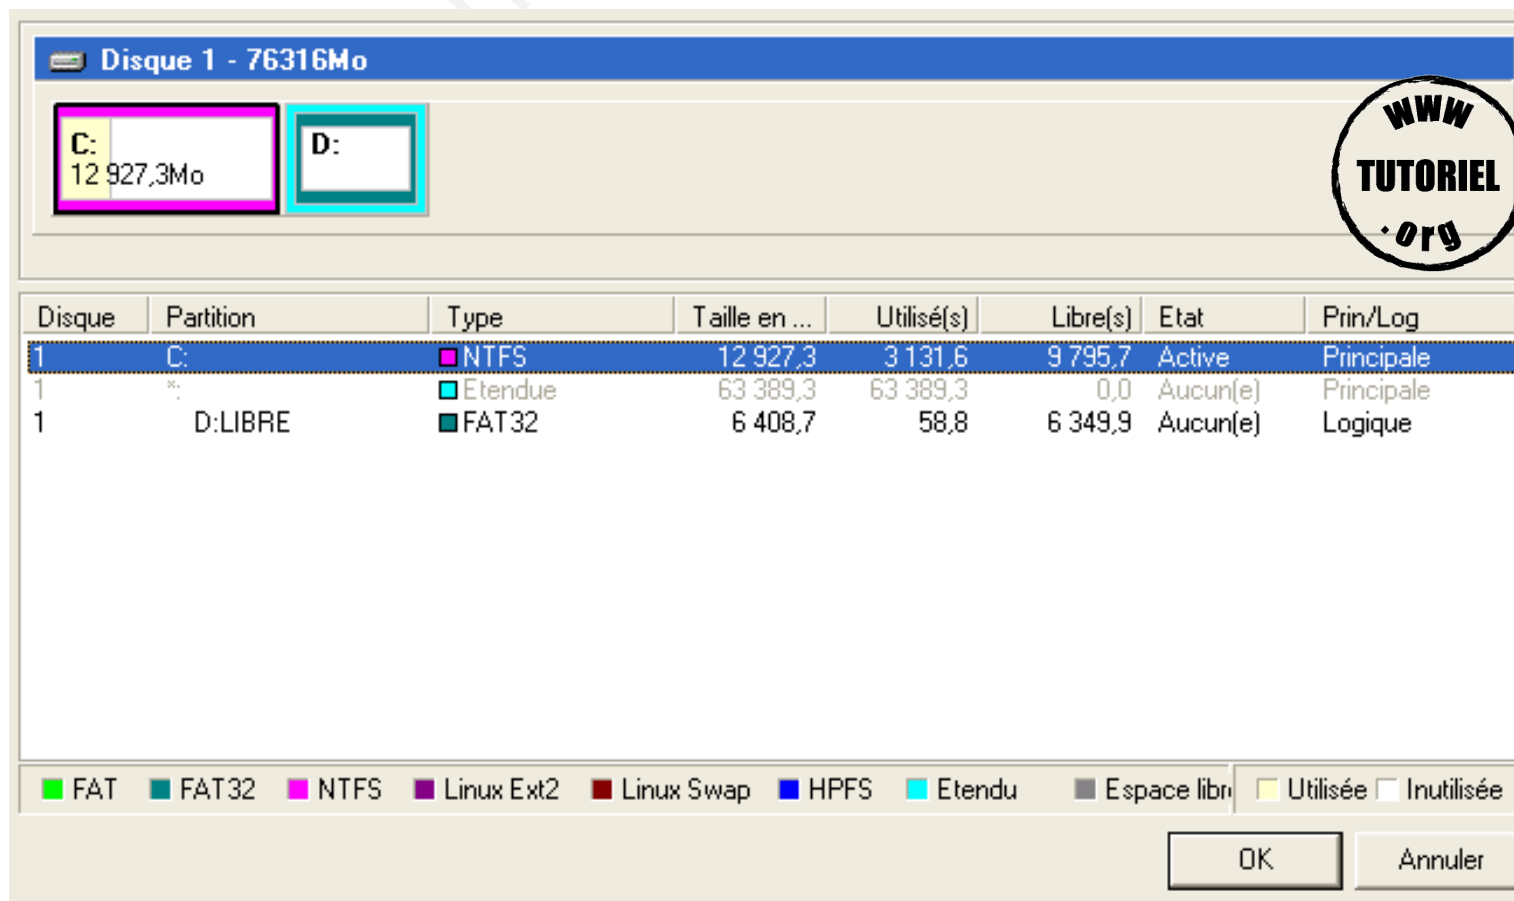 Disque 1 - 76316Mo
C:
12 927,3Mo
D:
WWW
TUTORIEL
.org
Disque Partition Type Taille en ... Utilisé(s) Libre(s) Etat Prin/Log
1 C: NTFS 12 927,3 3 131,6 9 795,7 Active Principale
1 *: Etendue 63 389,3 63 389,3 0,0 Aucun(e) Principale
1 D:LIBRE FAT32 6 408,7 58,8 6 349,9 Aucun(e) Logique
FAT FAT32 NTFS Linux Ext2 Linux Swap HPFS Etendu Espace libr Utilisée Inutilisée
OK Annuler